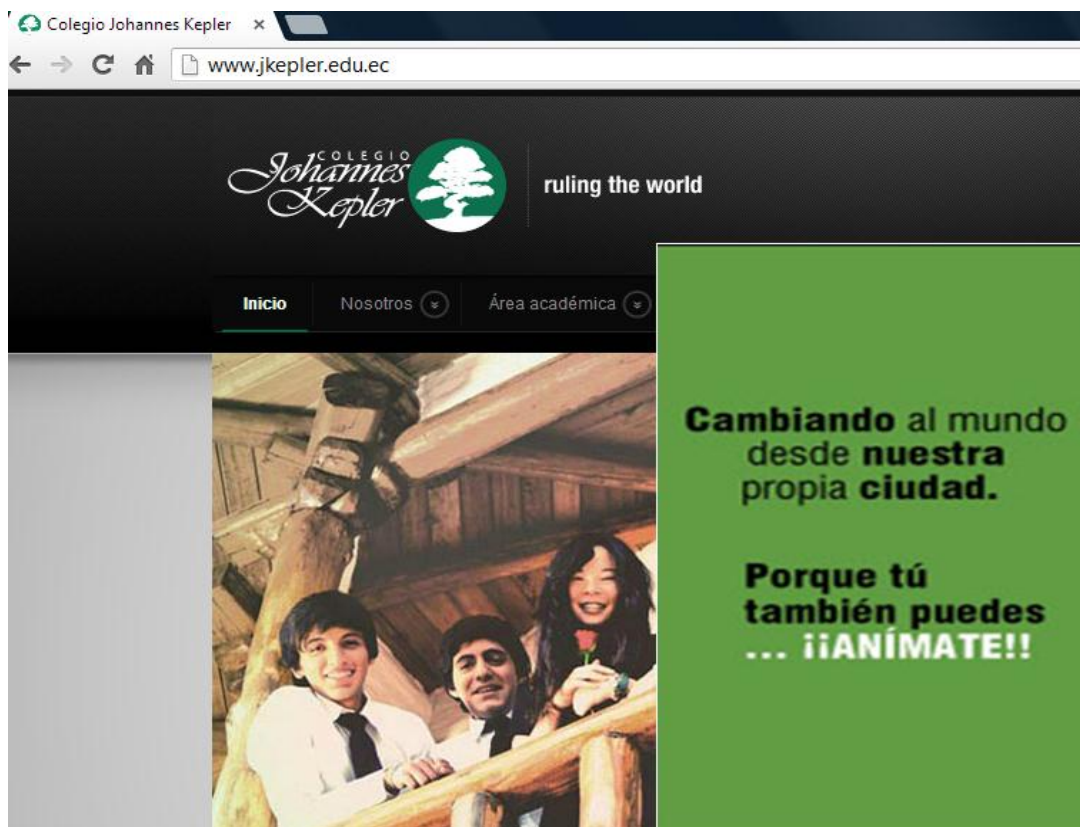 Colegio Johannes Kepler
www.jkepler.edu.ec
COLEGIO
Johannes
Kepler
ruling the world
Inicio Nosotros Área académica
Cambiando al mundo
desde nuestra
propia ciudad.
Porque tú
también puedes
... ¡¡ANÍMATE!!